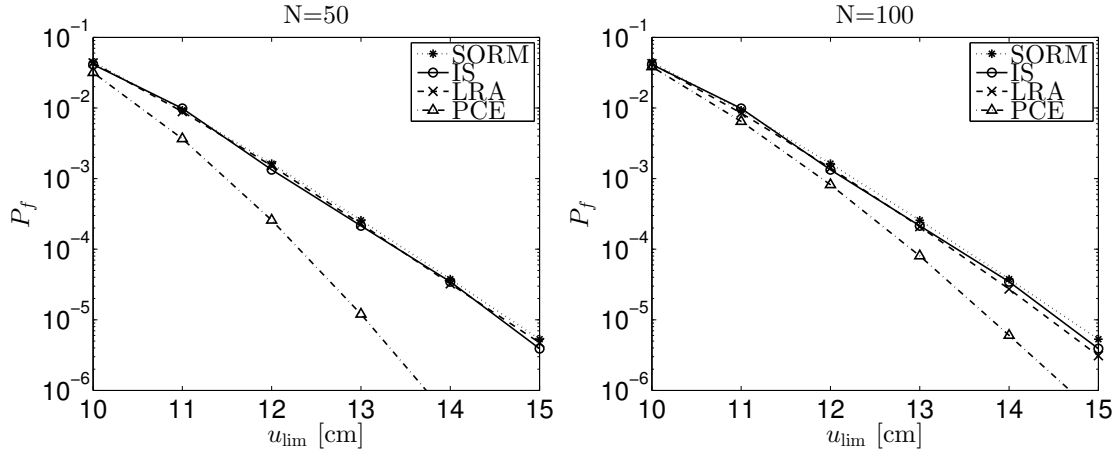 N=50
10⁻¹
10⁻²
10⁻³
10⁻⁴
10⁻⁵
10⁻⁶
P_f
SORM
IS
LRA
PCE
10 11 12 13 14 15
u_lim [cm]
N=100
10⁻¹
10⁻²
10⁻³
10⁻⁴
10⁻⁵
10⁻⁶
P_f
SORM
IS
LRA
PCE
10 11 12 13 14 15
u_lim [cm]